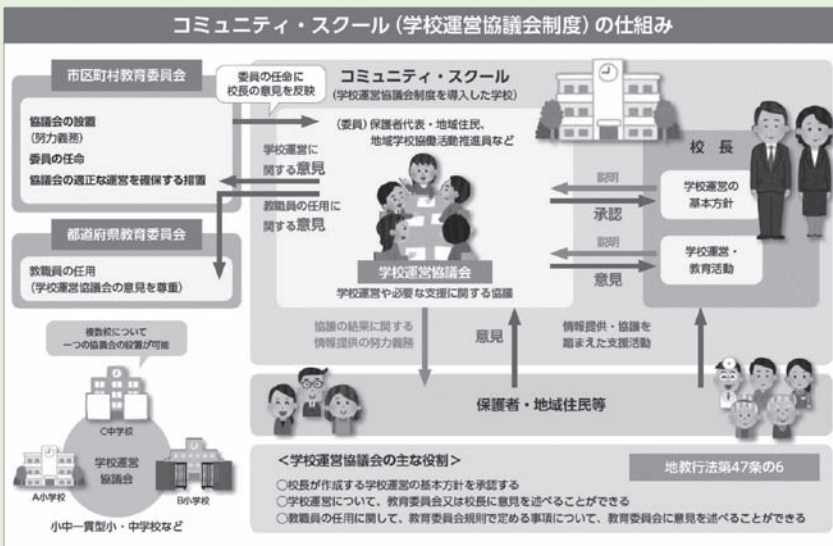 コミュニティ・スクール(学校運営協議会制度)の仕組み
市区町村教育委員会
協議会の設置
(努力義務)
委員の任命
協議会の適正な運営を確保する措置
委員の任命に
校長の意見を反映
コミュニティ・スクール
(学校運営協議会制度を導入した学校)
(委員)保護者代表・地域住民、
地域学校協働活動推進員など
学校運営に
関する意見
教職員の任用に
関する意見
都道府県教育委員会
教職員の任用
(学校運営協議会の意見を尊重)
学校運営協議会
学校運営や必要な支援に関する協議
校長
説明
承認
学校運営の
基本方針
説明
意見
学校運営・
教育活動
協議の結果に関する
情報提供の努力義務
意見
情報提供・協議を
踏まえた支援活動
保護者・地域住民等
複数校について
一つの協議会の設置が可能
C中学校
学校運営
協議会
A小学校
B小学校
小中一貫型小・中学校など
<学校運営協議会の主な役割>
地教行法第47条の6
○校長が作成する学校運営の基本方針を承認する
○学校運営について、教育委員会又は校長に意見を述べることができる
○教職員の任用に関して、教育委員会規則で定める事項について、教育委員会に意見を述べることができる